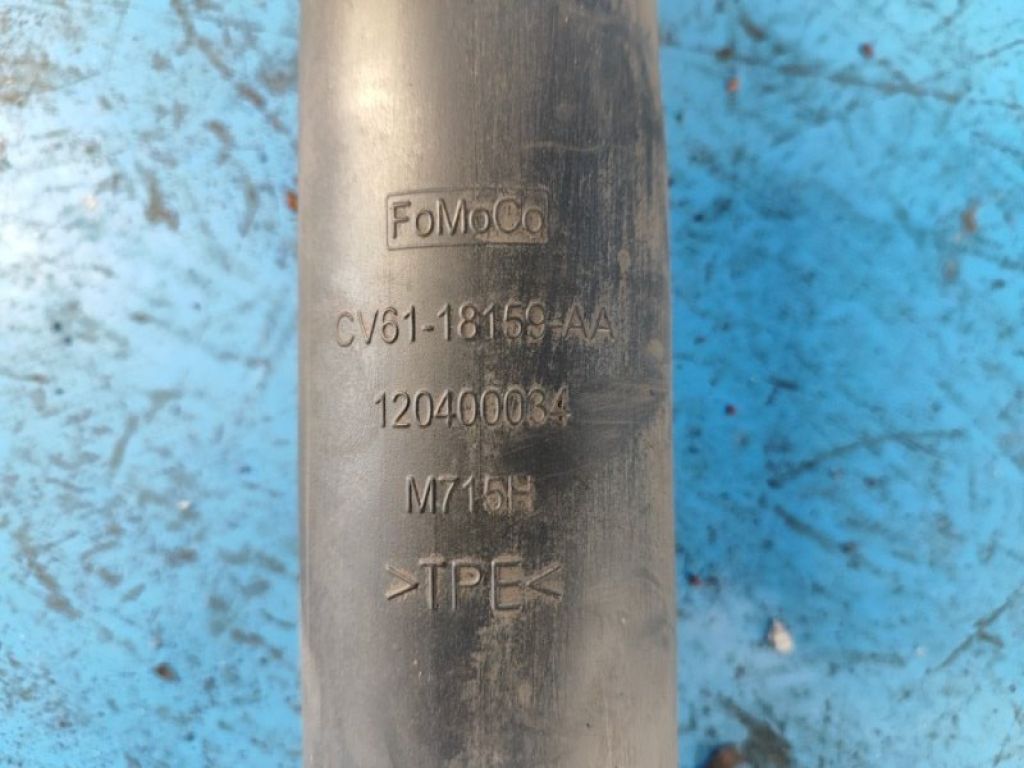 FoMoCo
CV61-18159-AA
120400034
M715H
>TPE<